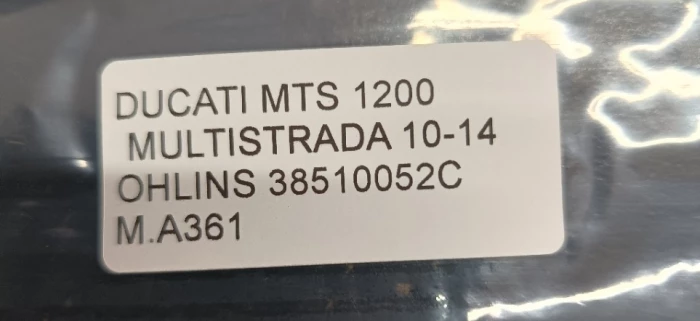 DUCATI MTS 1200
MULTISTRADA 10-14
OHLINS 38510052C
M.A361